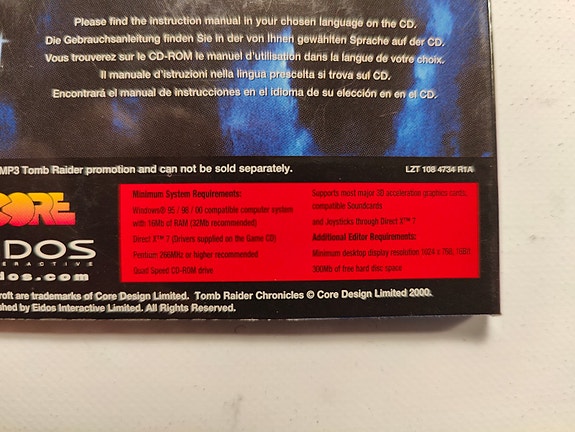 Please find the instruction manual in your chosen language on the CD.
Die Gebrauchsanleitung finden Sie in der von Ihnen gewählten Sprache auf der CD.
Vous trouverez sur le CD-ROM le manuel d'utilisation dans la langue de votre choix.
Il manuale d'istruzioni nella lingua prescelta si trova sul CD.
Encontrará el manual de instrucciones en el idioma de su elección en en el CD.
MP3 Tomb Raider promotion and can not be sold separately.
LZT 108 4734 R1A
CORE
IDOS
INTERACTIVE
dos.com
Minimum System Requirements:
Windows® 95 / 98 / 00 compatible computer system
with 16Mb of RAM (32Mb recommended)
Direct X™ 7 (Drivers supplied on the Game CD)
Pentium 266MHz or higher recommended
Quad Speed CD-ROM drive
Supports most major 3D accelerator graphics cards,
compatible Soundcards
and Joysticks through Direct X™ 7
Additional Editor Requirements:
Minimum desktop display resolution: 1024 x 768, 16Bit
300Mb of free hard disc space
roft are trademarks of Core Design Limited. Tomb Raider Chronicles © Core Design Limited 2000.
shed by Eidos Interactive Limited. All Rights Reserved.